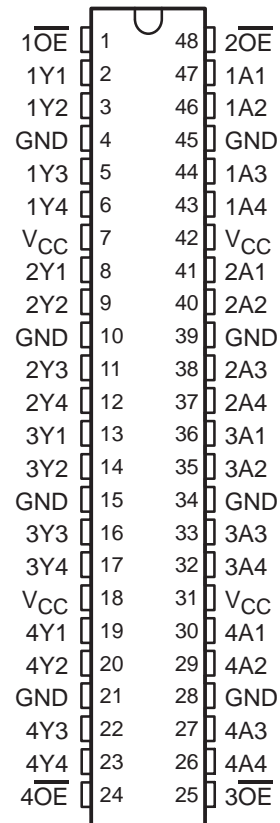 1O̅E̅ 1 48 2O̅E̅
1Y1 2 47 1A1
1Y2 3 46 1A2
GND 4 45 GND
1Y3 5 44 1A3
1Y4 6 43 1A4
VCC 7 42 VCC
2Y1 8 41 2A1
2Y2 9 40 2A2
GND 10 39 GND
2Y3 11 38 2A3
2Y4 12 37 2A4
3Y1 13 36 3A1
3Y2 14 35 3A2
GND 15 34 GND
3Y3 16 33 3A3
3Y4 17 32 3A4
VCC 18 31 VCC
4Y1 19 30 4A1
4Y2 20 29 4A2
GND 21 28 GND
4Y3 22 27 4A3
4Y4 23 26 4A4
4O̅E̅ 24 25 3O̅E̅